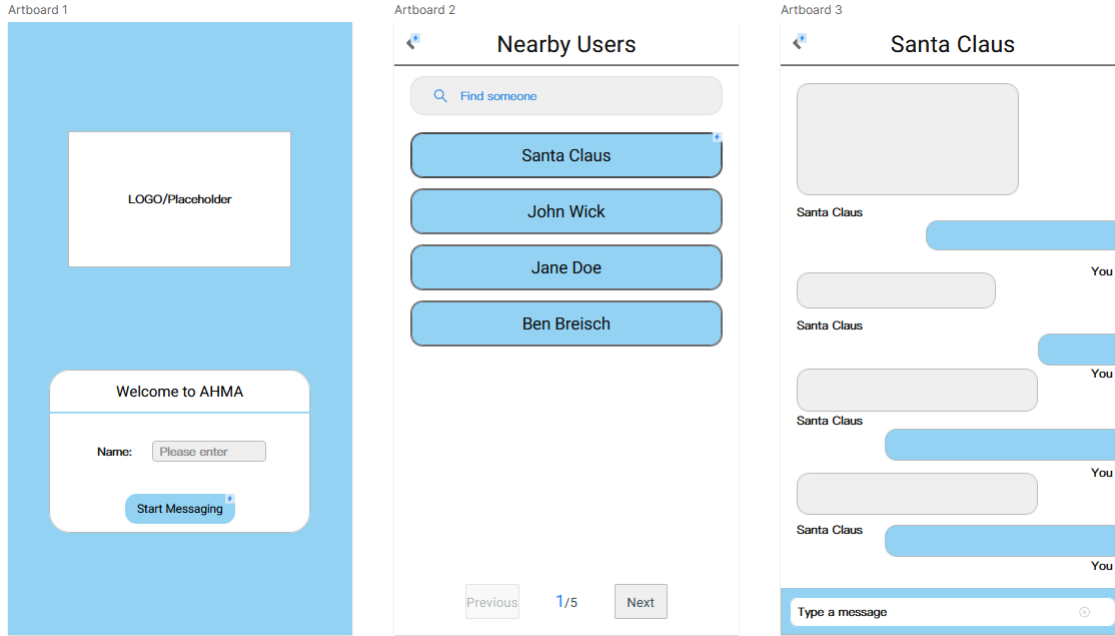 Artboard 1
LOGO/Placeholder
Welcome to AHMA
Name: Please enter
Start Messaging
Artboard 2
Nearby Users
Find someone
Santa Claus
John Wick
Jane Doe
Ben Breisch
Previous 1/5 Next
Artboard 3
Santa Claus
Santa Claus
You
Santa Claus
You
Santa Claus
You
Santa Claus
You
Type a message